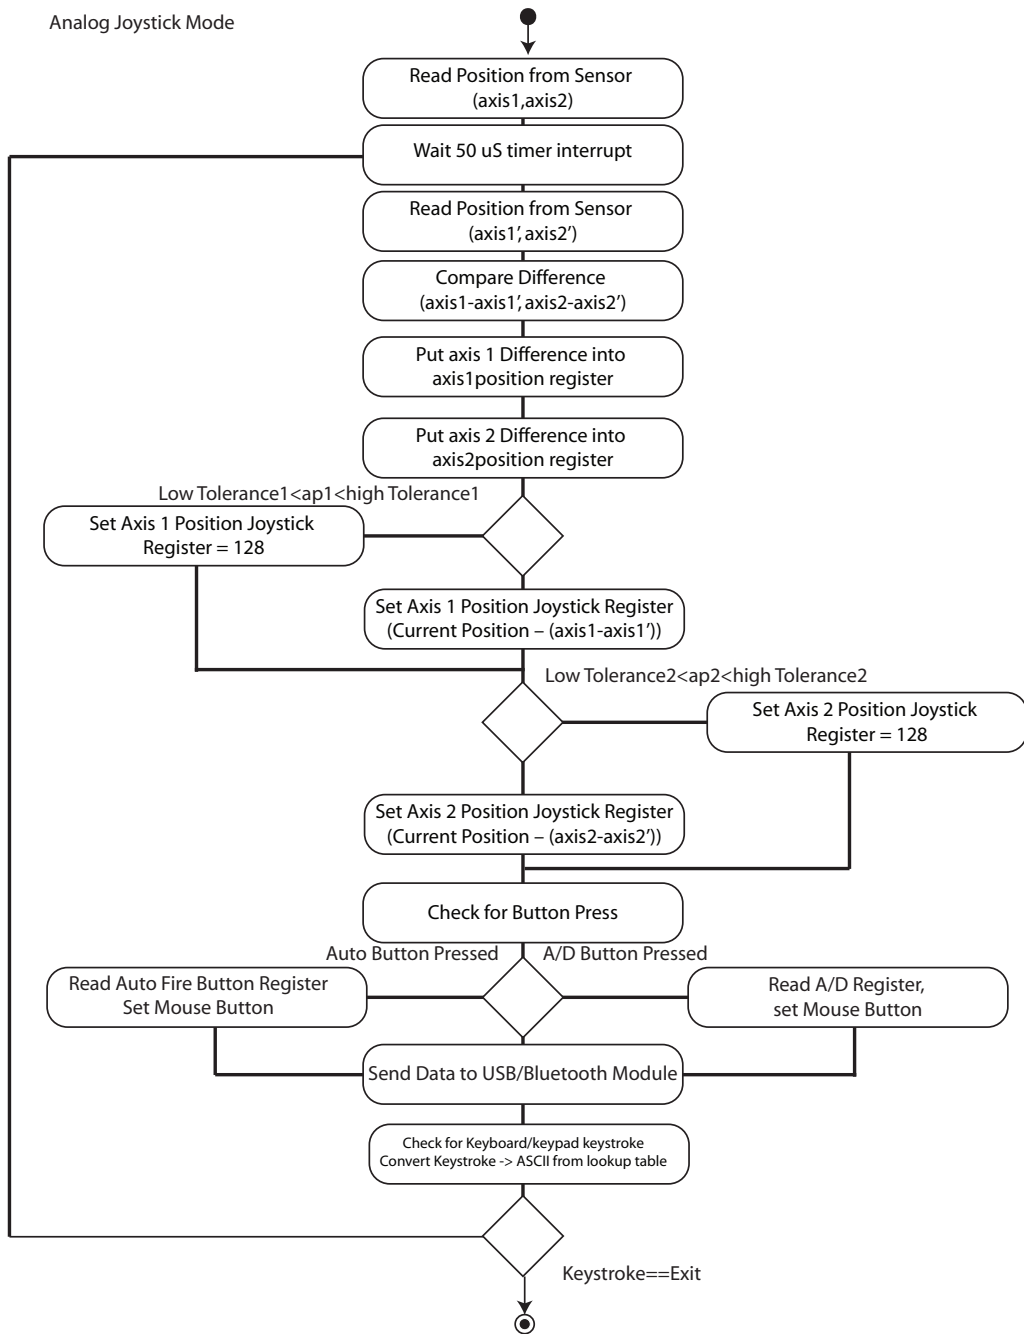 Analog Joystick Mode
Read Position from Sensor
(axis1,axis2)
Wait 50 uS timer interrupt
Read Position from Sensor
(axis1’, axis2’)
Compare Difference
(axis1-axis1’, axis2-axis2’)
Put axis 1 Difference into
axis1position register
Put axis 2 Difference into
axis2position register
Low Tolerance1<ap1<high Tolerance1
Set Axis 1 Position Joystick
Register = 128
Set Axis 1 Position Joystick Register
(Current Position – (axis1-axis1’))
Low Tolerance2<ap2<high Tolerance2
Set Axis 2 Position Joystick
Register = 128
Set Axis 2 Position Joystick Register
(Current Position – (axis2-axis2’))
Check for Button Press
Auto Button Pressed
A/D Button Pressed
Read Auto Fire Button Register
Set Mouse Button
Read A/D Register,
set Mouse Button
Send Data to USB/Bluetooth Module
Check for Keyboard/keypad keystroke
Convert Keystroke -> ASCII from lookup table
Keystroke==Exit